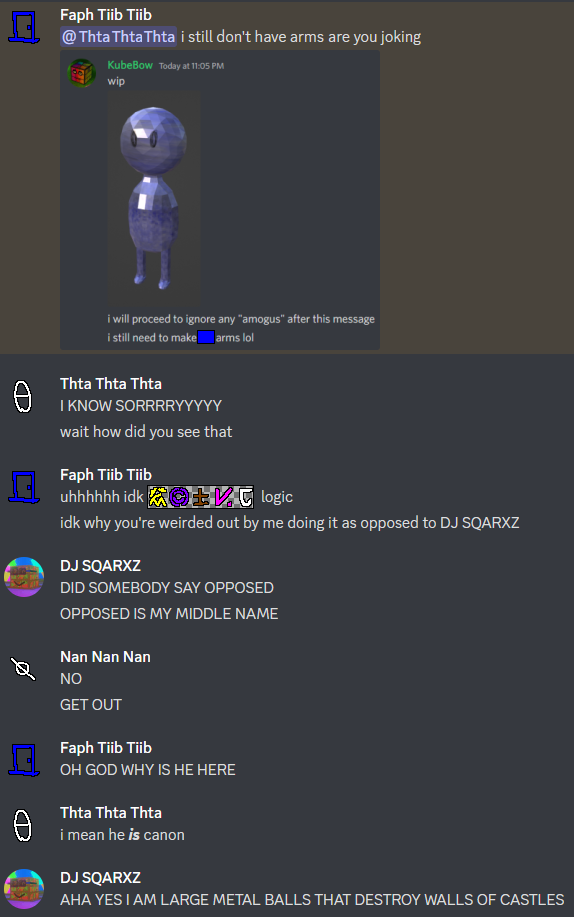 Faph Tiib Tiib
@Thta Thta Thta i still don't have arms are you joking
KubeBow Today at 11:05 PM
wip
i will proceed to ignore any "amogus" after this message
i still need to make arms lol
Thta Thta Thta
I KNOW SORRRRYYYYY
wait how did you see that
Faph Tiib Tiib
uhhhhhh idk logic
idk why you're weirded out by me doing it as opposed to DJ SQARXZ
DJ SQARXZ
DID SOMEBODY SAY OPPOSED
OPPOSED IS MY MIDDLE NAME
Nan Nan Nan
NO
GET OUT
Faph Tiib Tiib
OH GOD WHY IS HE HERE
Thta Thta Thta
i mean he is canon
DJ SQARXZ
AHA YES I AM LARGE METAL BALLS THAT DESTROY WALLS OF CASTLES